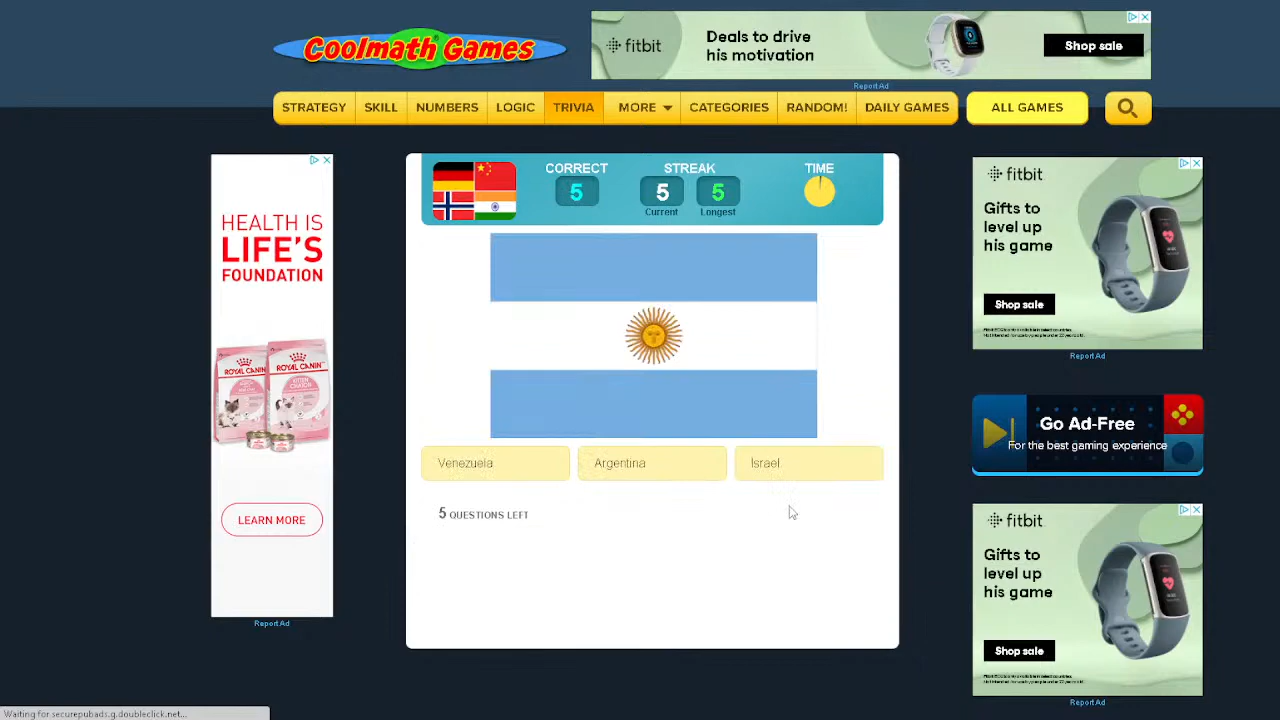 Coolmath Games
fitbit
Deals to drive
his motivation
Shop sale
Report Ad
STRATEGY SKILL NUMBERS LOGIC TRIVIA MORE CATEGORIES RANDOM! DAILY GAMES ALL GAMES
HEALTH IS
LIFE'S
FOUNDATION
ROYAL CANIN
ROYAL CANIN
LEARN MORE
Report Ad
CORRECT STREAK TIME
5 5 5
Current Longest
Venezuela Argentina Israel
5 QUESTIONS LEFT
fitbit
Gifts to
level up
his game
Shop sale
Report Ad
Go Ad-Free
For the best gaming experience
fitbit
Gifts to
level up
his game
Shop sale
Report Ad
Waiting for securepubads.g.doubleclick.net...